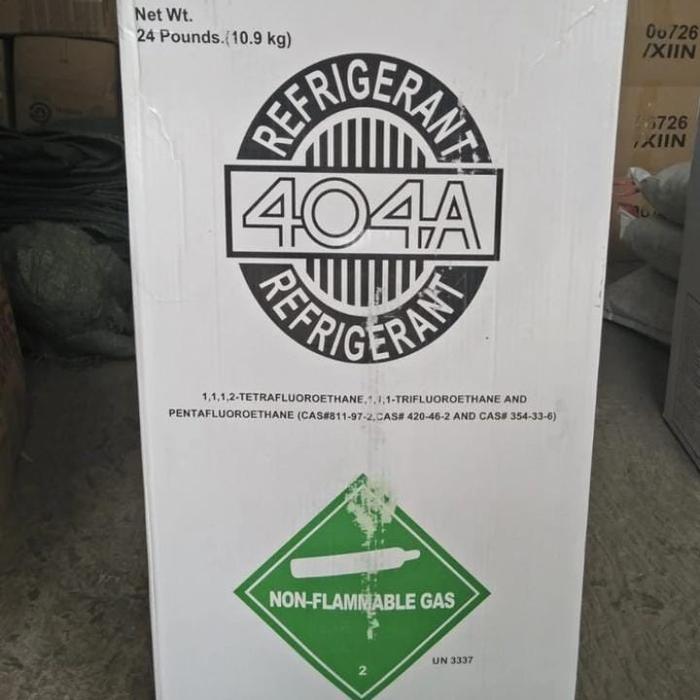 Net Wt.
24 Pounds.(10.9 kg)
REFRIGERANT
404A
REFRIGERANT
1,1,1,2-TETRAFLUOROETHANE,1,1,1-TRIFLUOROETHANE AND
PENTAFLUOROETHANE (CAS#811-97-2,CAS# 420-46-2 AND CAS# 354-33-6)
NON-FLAMMABLE GAS
2
UN 3337
06726
/XIIN
6726
/XIIN